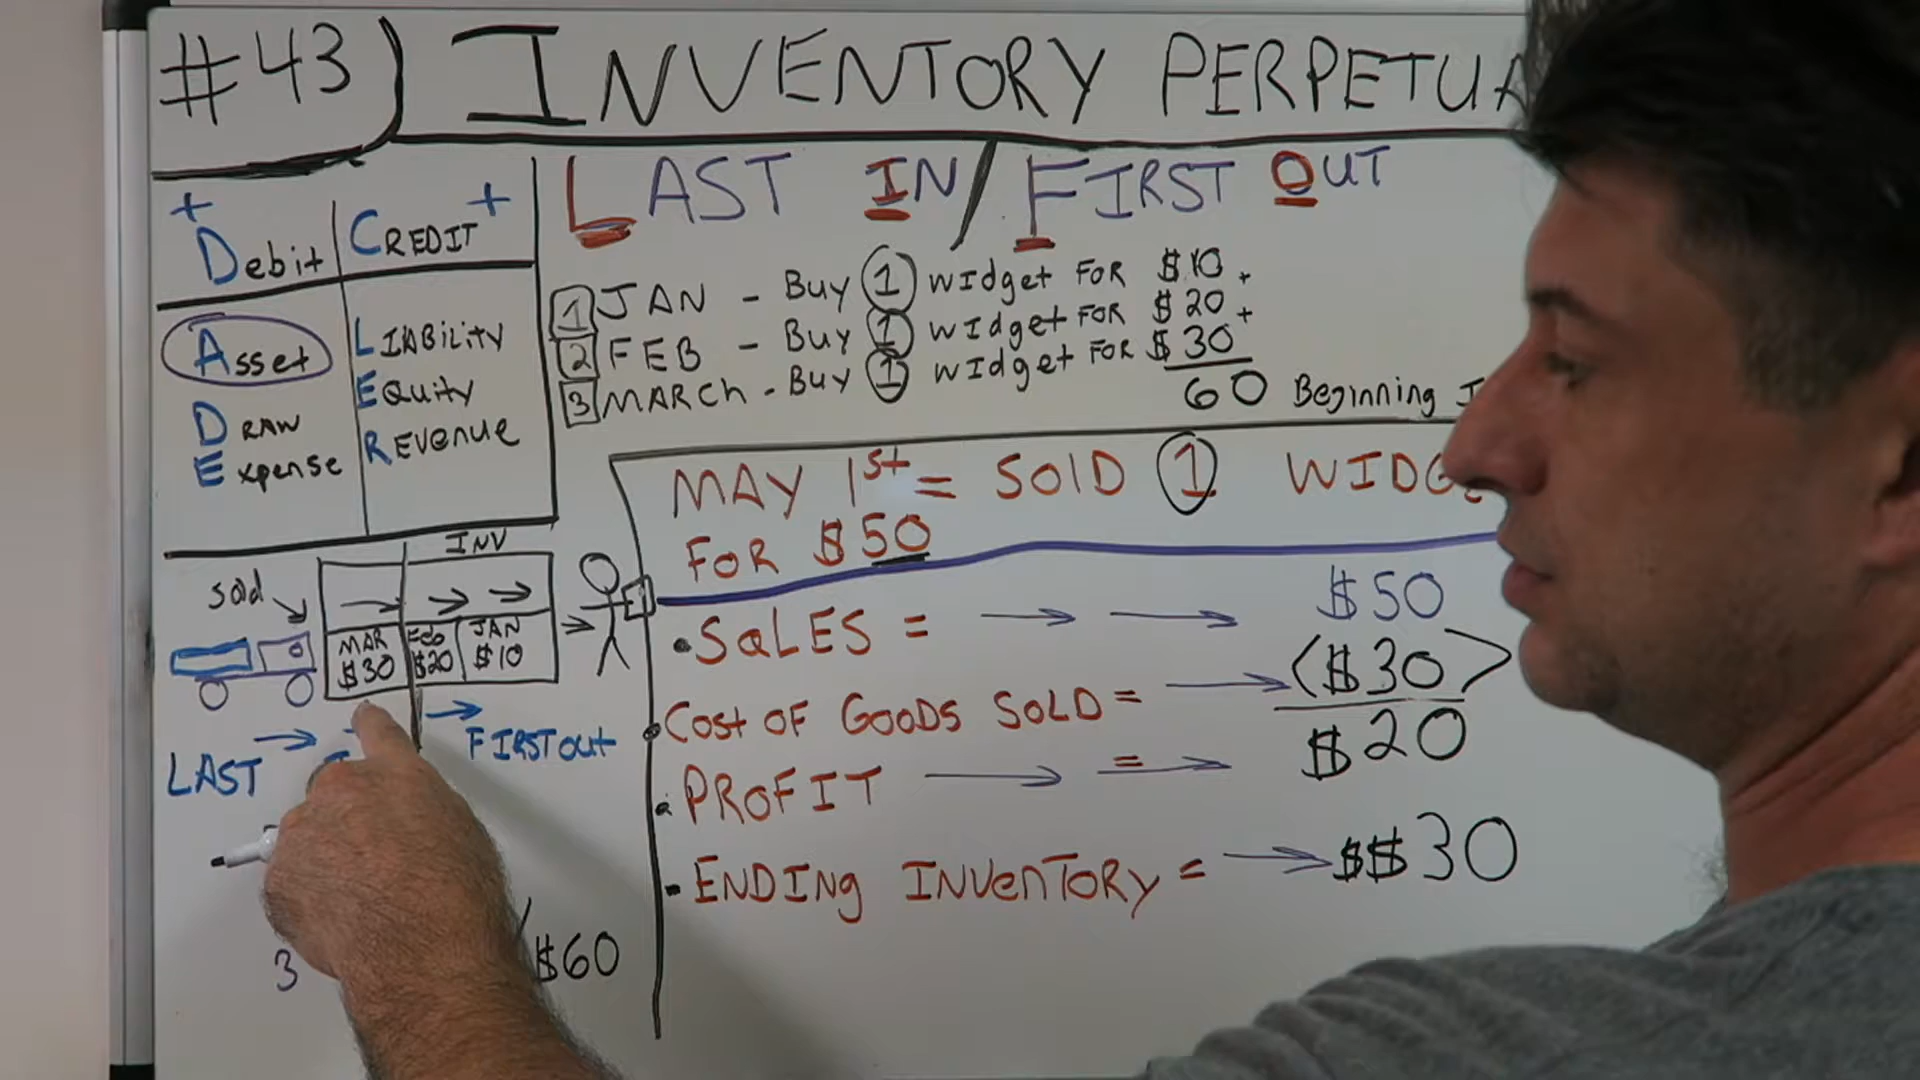 #43) INVENTORY PERPETUA
LAST IN/FIRST OUT
+ Debit CREDIT +
Asset LIABILITY
DRAW EQuity
Expense REVenue
1 JAN - Buy 1 WIdget FOR $10 +
2 FEB - Buy 1 WIdget FOR $20 +
3 MARCh - Buy 1 WIdget FOR $30
60 Beginning I
INV
Sold
MAR Feb JAN
$30 $20 $10
LAST FIRST out
3 $60
MAY 1st = SOlD 1 WIDG
FOR $50
• SaLES = $50
• Cost OF GOODS SOLD = <$30>
• PROFIT = $20
• ENDINg INVenTORy = $$30